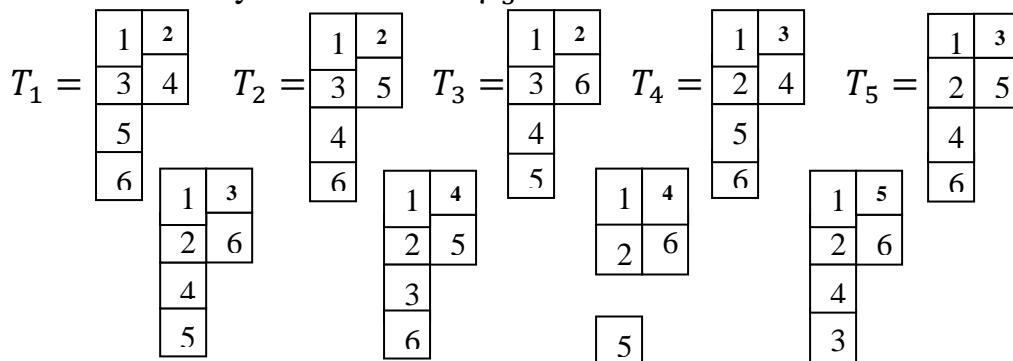 1 2 1 2 1 2 1 3 1 3
T₁ = 3 4 T₂ = 3 5 T₃ = 3 6 T₄ = 2 4 T₅ = 2 5
5 4 4 5 4
6 6 5 6 6
1 3 1 4 1 4 1 5
2 6 2 5 2 6 2 6
4 3 4
5 6 5 3